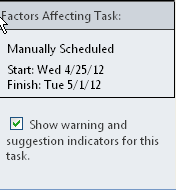 Factors Affecting Task:
Manually Scheduled
Start: Wed 4/25/12
Finish: Tue 5/1/12
Show warning and
suggestion indicators for this
task.